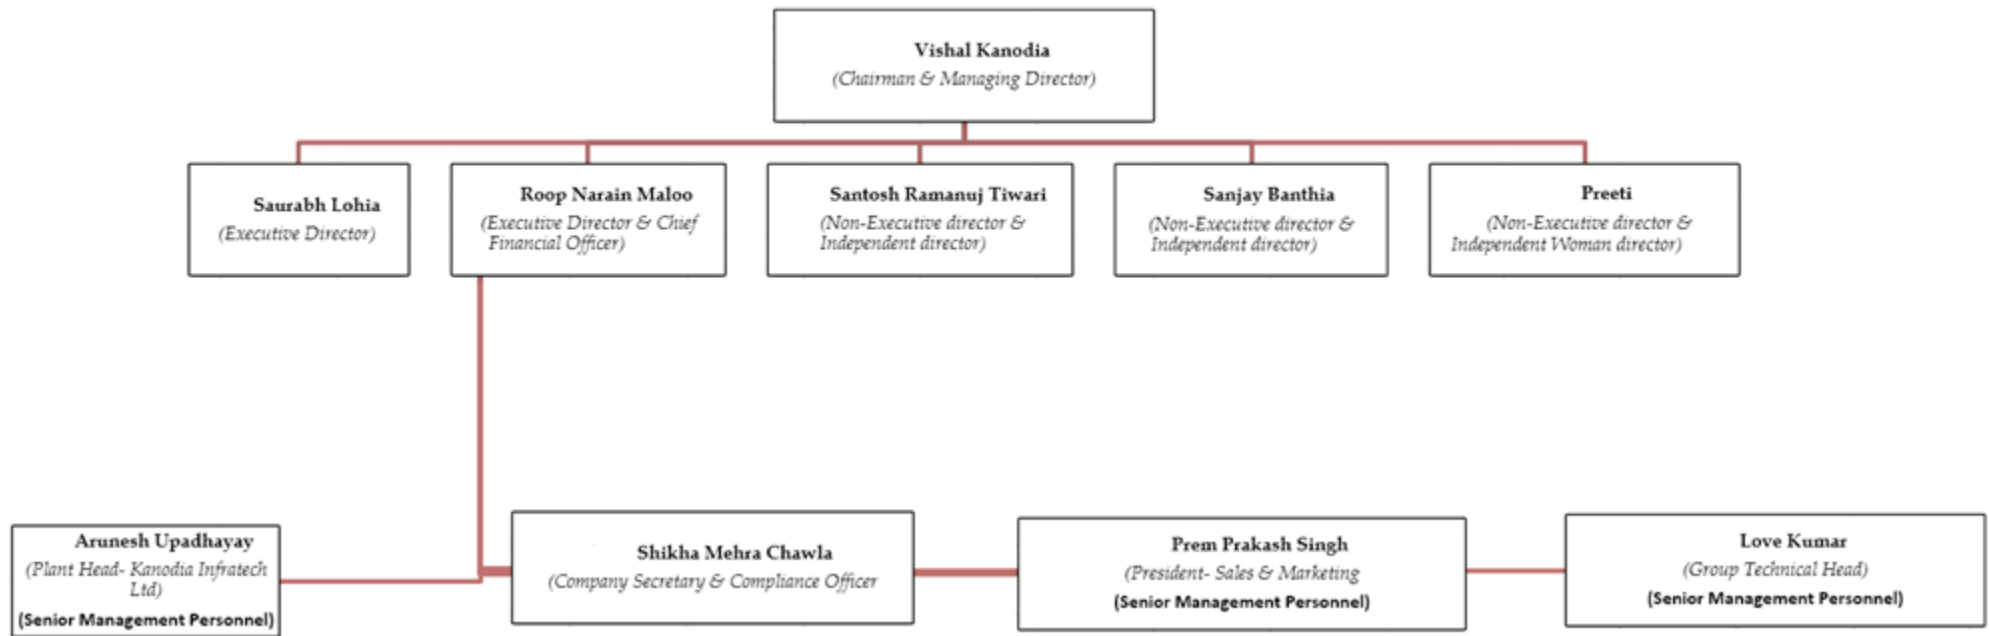 Vishal Kanodia
(Chairman & Managing Director)
Saurabh Lohia
(Executive Director)
Roop Narain Maloo
(Executive Director & Chief
Financial Officer)
Santosh Ramanuj Tiwari
(Non-Executive director &
Independent director)
Sanjay Banthia
(Non-Executive director &
Independent director)
Preeti
(Non-Executive director &
Independent Woman director)
Arunesh Upadhayay
(Plant Head- Kanodia Infratech
Ltd)
(Senior Management Personnel)
Shikha Mehra Chawla
(Company Secretary & Compliance Officer
Prem Prakash Singh
(President- Sales & Marketing
(Senior Management Personnel)
Love Kumar
(Group Technical Head)
(Senior Management Personnel)